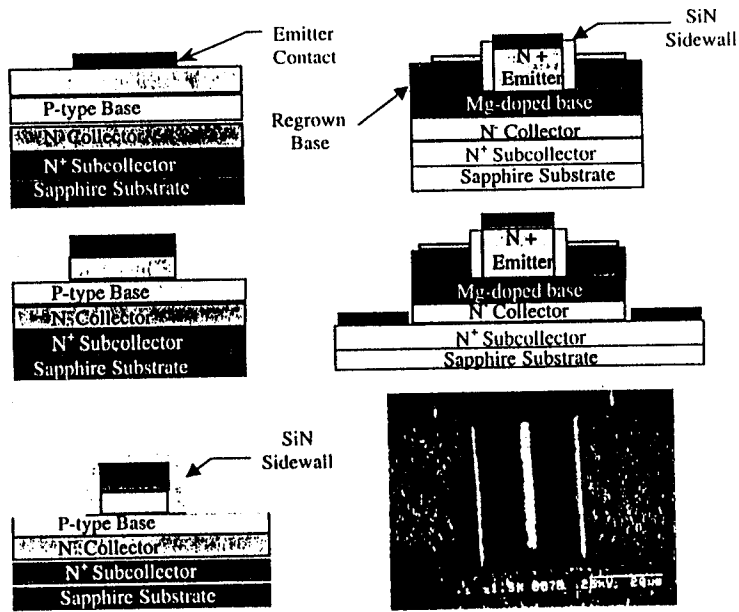 Emitter
Contact
P-type Base
N⁻ Collector
N⁺ Subcollector
Sapphire Substrate
P-type Base
N⁻ Collector
N⁺ Subcollector
Sapphire Substrate
SiN
Sidewall
P-type Base
N⁻ Collector
N⁺ Subcollector
Sapphire Substrate
SiN
Sidewall
N +
Emitter
Regrown
Base
Mg-doped base
N⁻ Collector
N⁺ Subcollector
Sapphire Substrate
N +
Emitter
Mg-doped base
N⁻ Collector
N⁺ Subcollector
Sapphire Substrate
0078
20µm